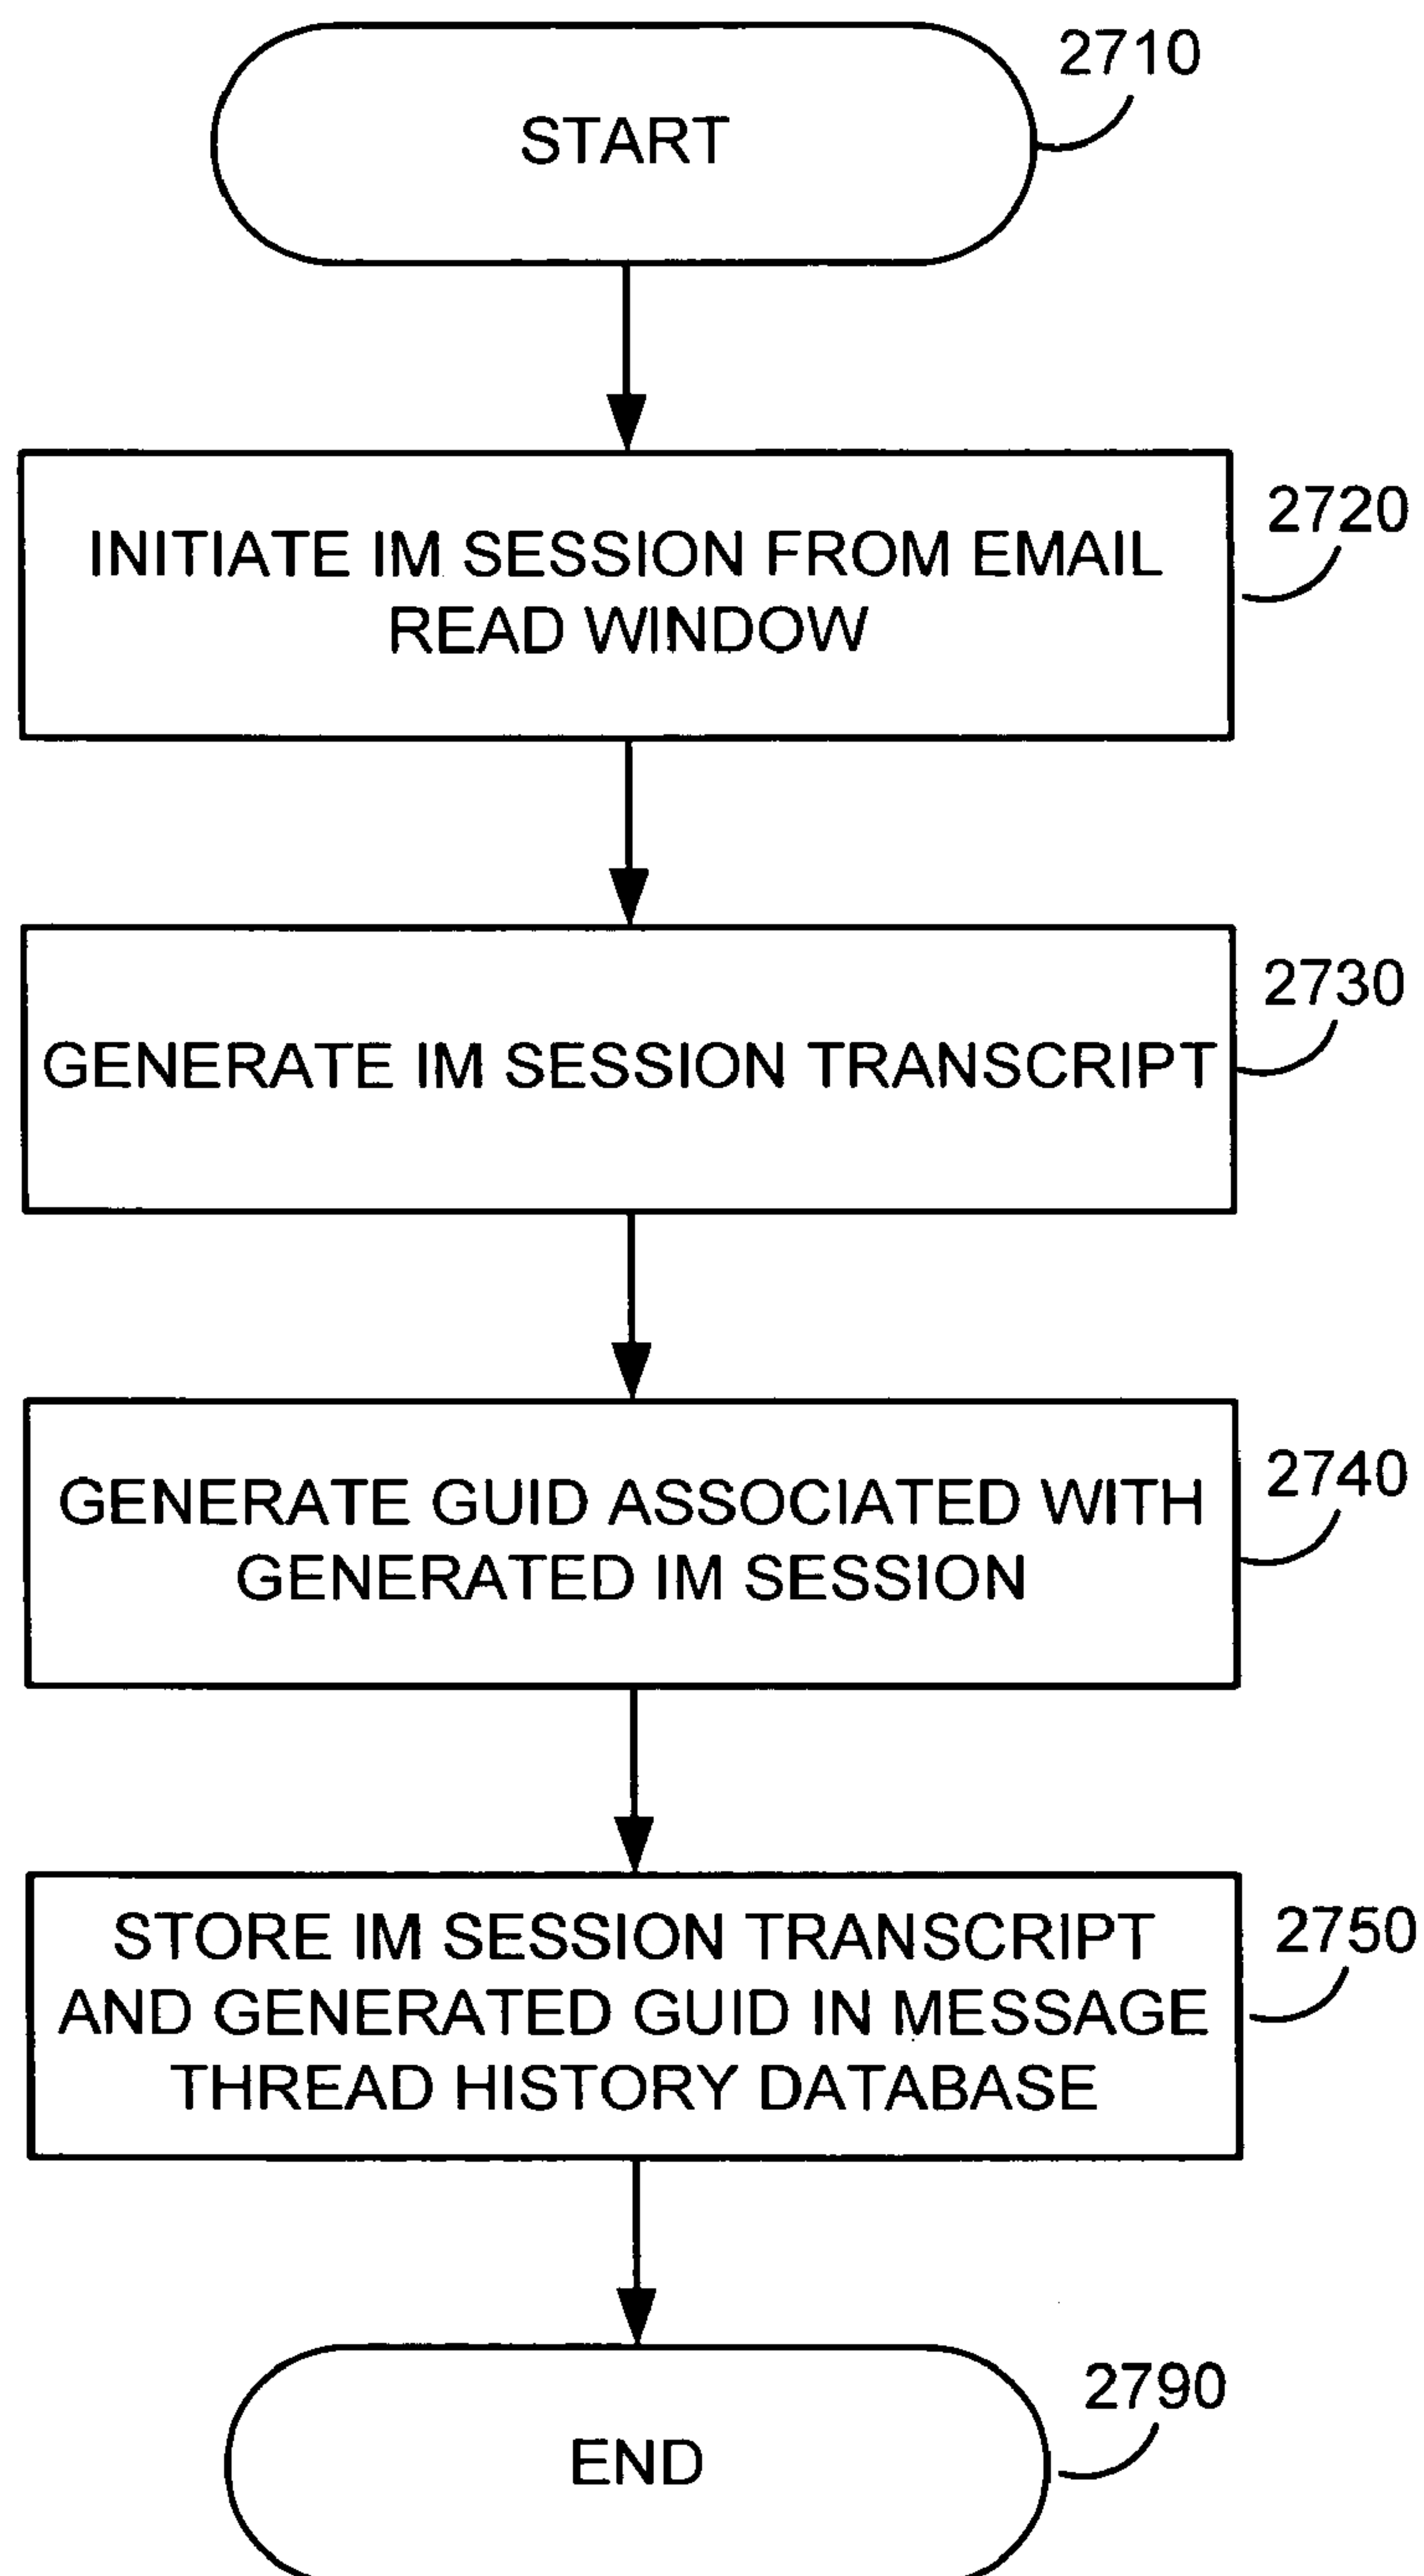 START
2710
INITIATE IM SESSION FROM EMAIL
READ WINDOW
2720
GENERATE IM SESSION TRANSCRIPT
2730
GENERATE GUID ASSOCIATED WITH
GENERATED IM SESSION
2740
STORE IM SESSION TRANSCRIPT
AND GENERATED GUID IN MESSAGE
THREAD HISTORY DATABASE
2750
END
2790